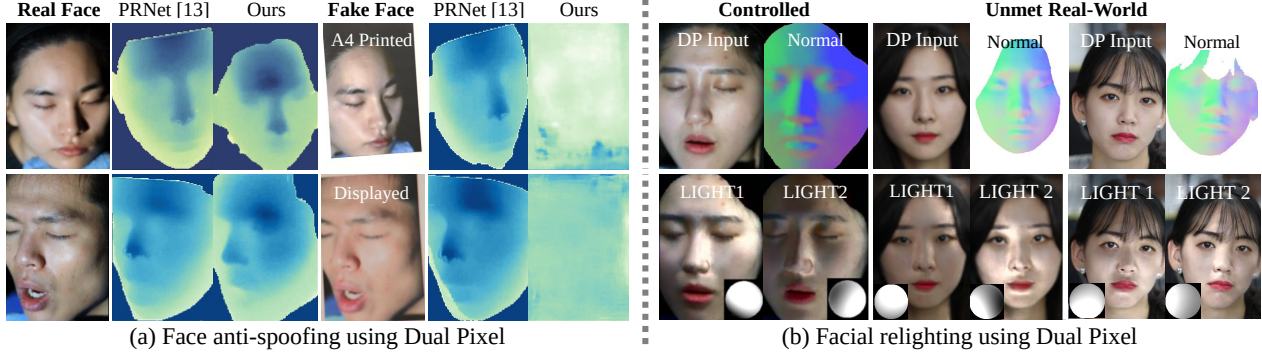 Real Face PRNet [13] Ours Fake Face PRNet [13] Ours
A4 Printed
Displayed
(a) Face anti-spoofing using Dual Pixel
Controlled Unmet Real-World
DP Input Normal DP Input Normal DP Input Normal
LIGHT1 LIGHT2 LIGHT1 LIGHT 2 LIGHT 1 LIGHT 2
(b) Facial relighting using Dual Pixel